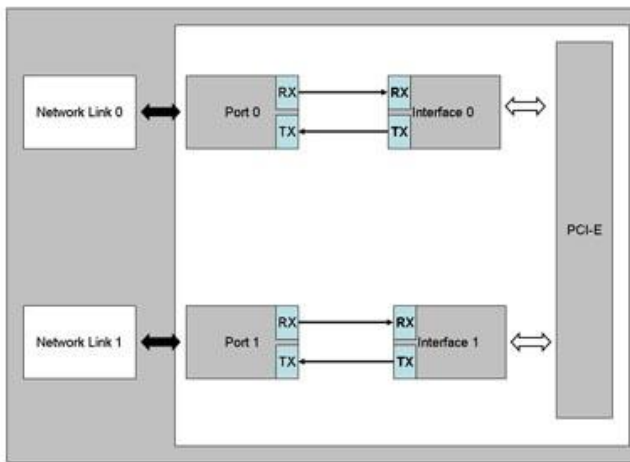 Network Link 0
Port 0
RX
TX
RX
TX
Interface 0
PCI-E
Network Link 1
Port 1
RX
TX
RX
TX
Interface 1